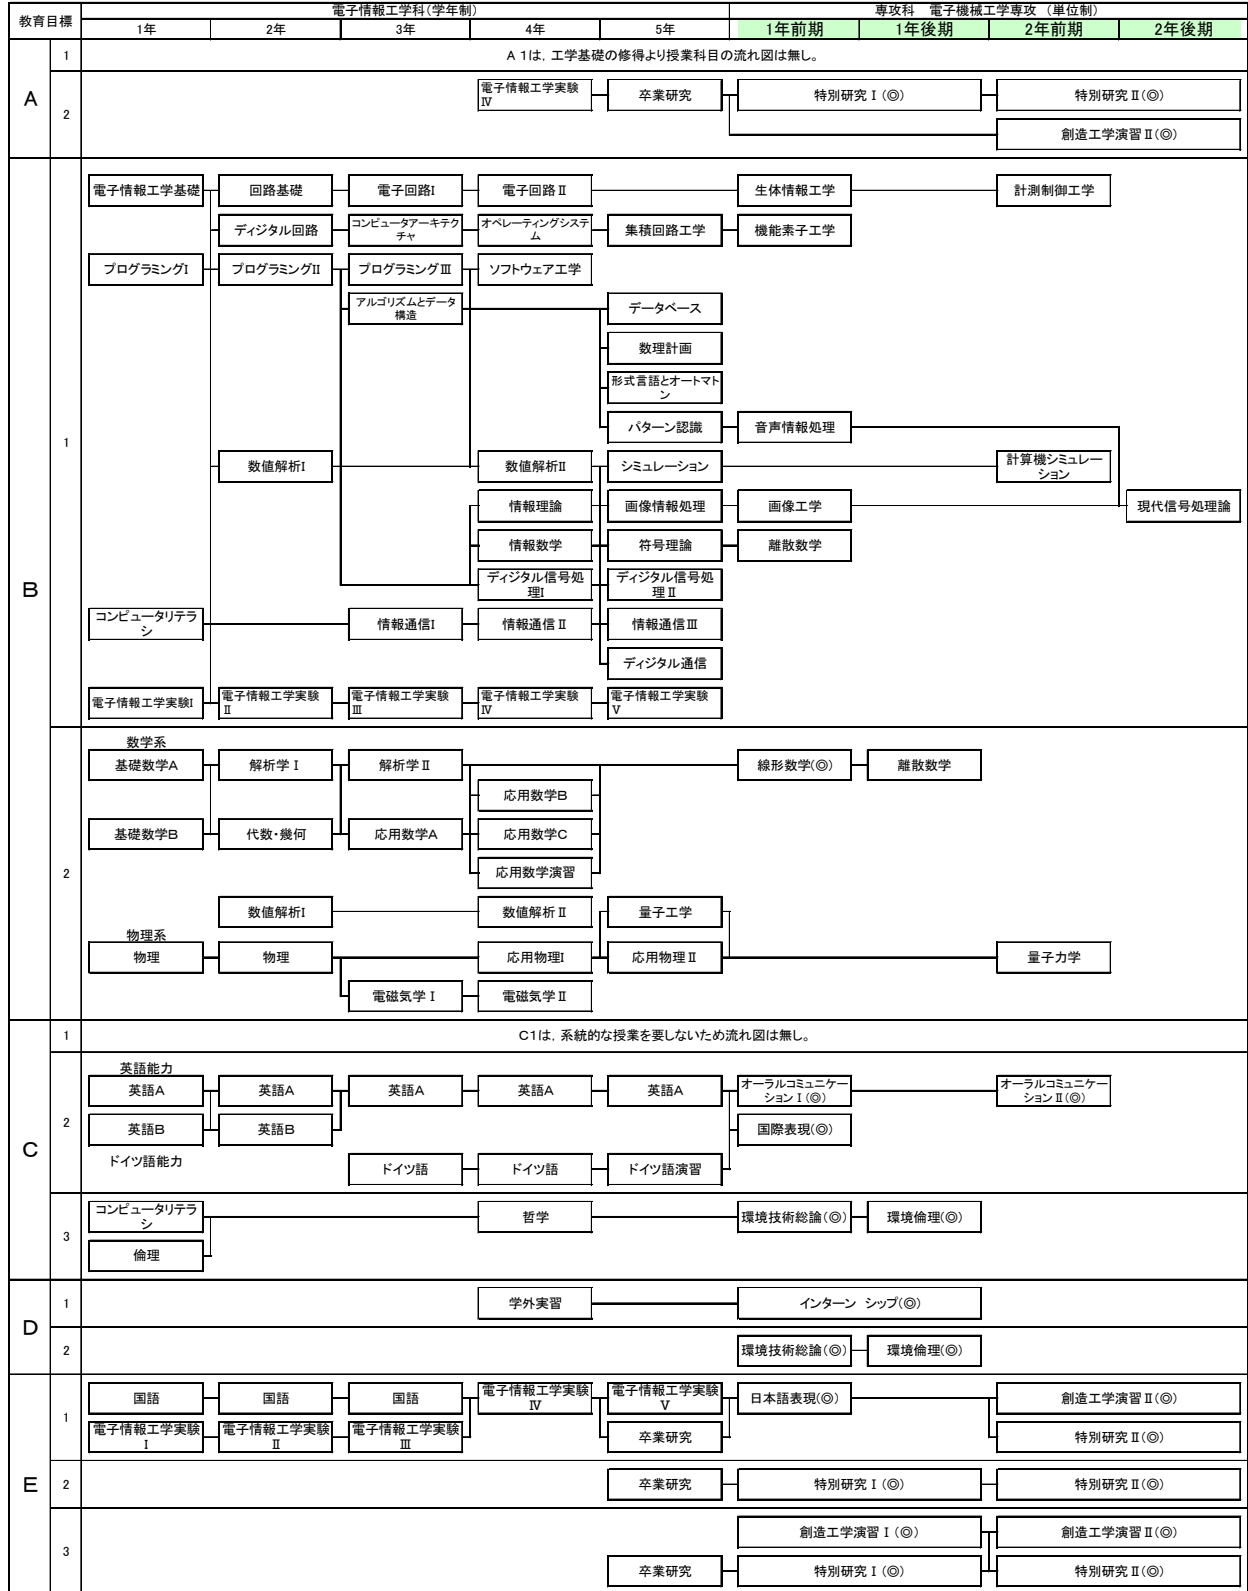 教育目標
電子情報工学科(学年制)
専攻科 電子機械工学専攻 (単位制)
1年 2年 3年 4年 5年 1年前期 1年後期 2年前期 2年後期
A
1
A 1は, 工学基礎の修得より授業科目の流れ図は無し。
2
電子情報工学実験
Ⅳ
卒業研究 特別研究Ⅰ(◎) 特別研究Ⅱ(◎)
創造工学演習Ⅱ(◎)
B
1
電子情報工学基礎 回路基礎 電子回路I 電子回路Ⅱ 生体情報工学 計測制御工学
ディジタル回路
コンピュータアーキテク
チャ
オペレーティングシステ
ム
集積回路工学 機能素子工学
プログラミングI プログラミングII プログラミングⅢ ソフトウェア工学
アルゴリズムとデータ
構造
データベース
数理計画
形式言語とオートマト
ン
パターン認識 音声情報処理
数値解析I 数値解析II シミュレーション
計算機シミュレー
ション
情報理論 画像情報処理 画像工学 現代信号処理論
情報数学 符号理論 離散数学
ディジタル信号処
理I
ディジタル信号処
理Ⅱ
コンピュータリテラ
シ
情報通信I 情報通信Ⅱ 情報通信Ⅲ
ディジタル通信
電子情報工学実験I
電子情報工学実験
Ⅱ
電子情報工学実験
Ⅲ
電子情報工学実験
Ⅳ
電子情報工学実験
Ⅴ
2
数学系
基礎数学A 解析学Ⅰ 解析学Ⅱ 線形数学(◎) 離散数学
応用数学B
基礎数学B 代数・幾何 応用数学A 応用数学C
応用数学演習
数値解析I 数値解析Ⅱ 量子工学
物理系
物理 物理 応用物理I 応用物理Ⅱ 量子力学
電磁気学Ⅰ 電磁気学Ⅱ
C
1
C1は, 系統的な授業を要しないため流れ図は無し。
2
英語能力
英語A 英語A 英語A 英語A 英語A
オーラルコミュニケー
ションⅠ(◎)
オーラルコミュニケー
ションⅡ(◎)
英語B 英語B 国際表現(◎)
ドイツ語能力
ドイツ語 ドイツ語 ドイツ語演習
3
コンピュータリテラ
シ
哲学 環境技術総論(◎) 環境倫理(◎)
倫理
D
1
学外実習 インターン シップ(◎)
2
環境技術総論(◎) 環境倫理(◎)
E
1
国語 国語 国語
電子情報工学実験
Ⅳ
電子情報工学実験
Ⅴ
日本語表現(◎) 創造工学演習Ⅱ(◎)
電子情報工学実験
Ⅰ
電子情報工学実験
Ⅱ
電子情報工学実験
Ⅲ
卒業研究 特別研究Ⅱ(◎)
2
卒業研究 特別研究Ⅰ(◎) 特別研究Ⅱ(◎)
3
創造工学演習Ⅰ(◎) 創造工学演習Ⅱ(◎)
卒業研究 特別研究Ⅰ(◎) 特別研究Ⅱ(◎)